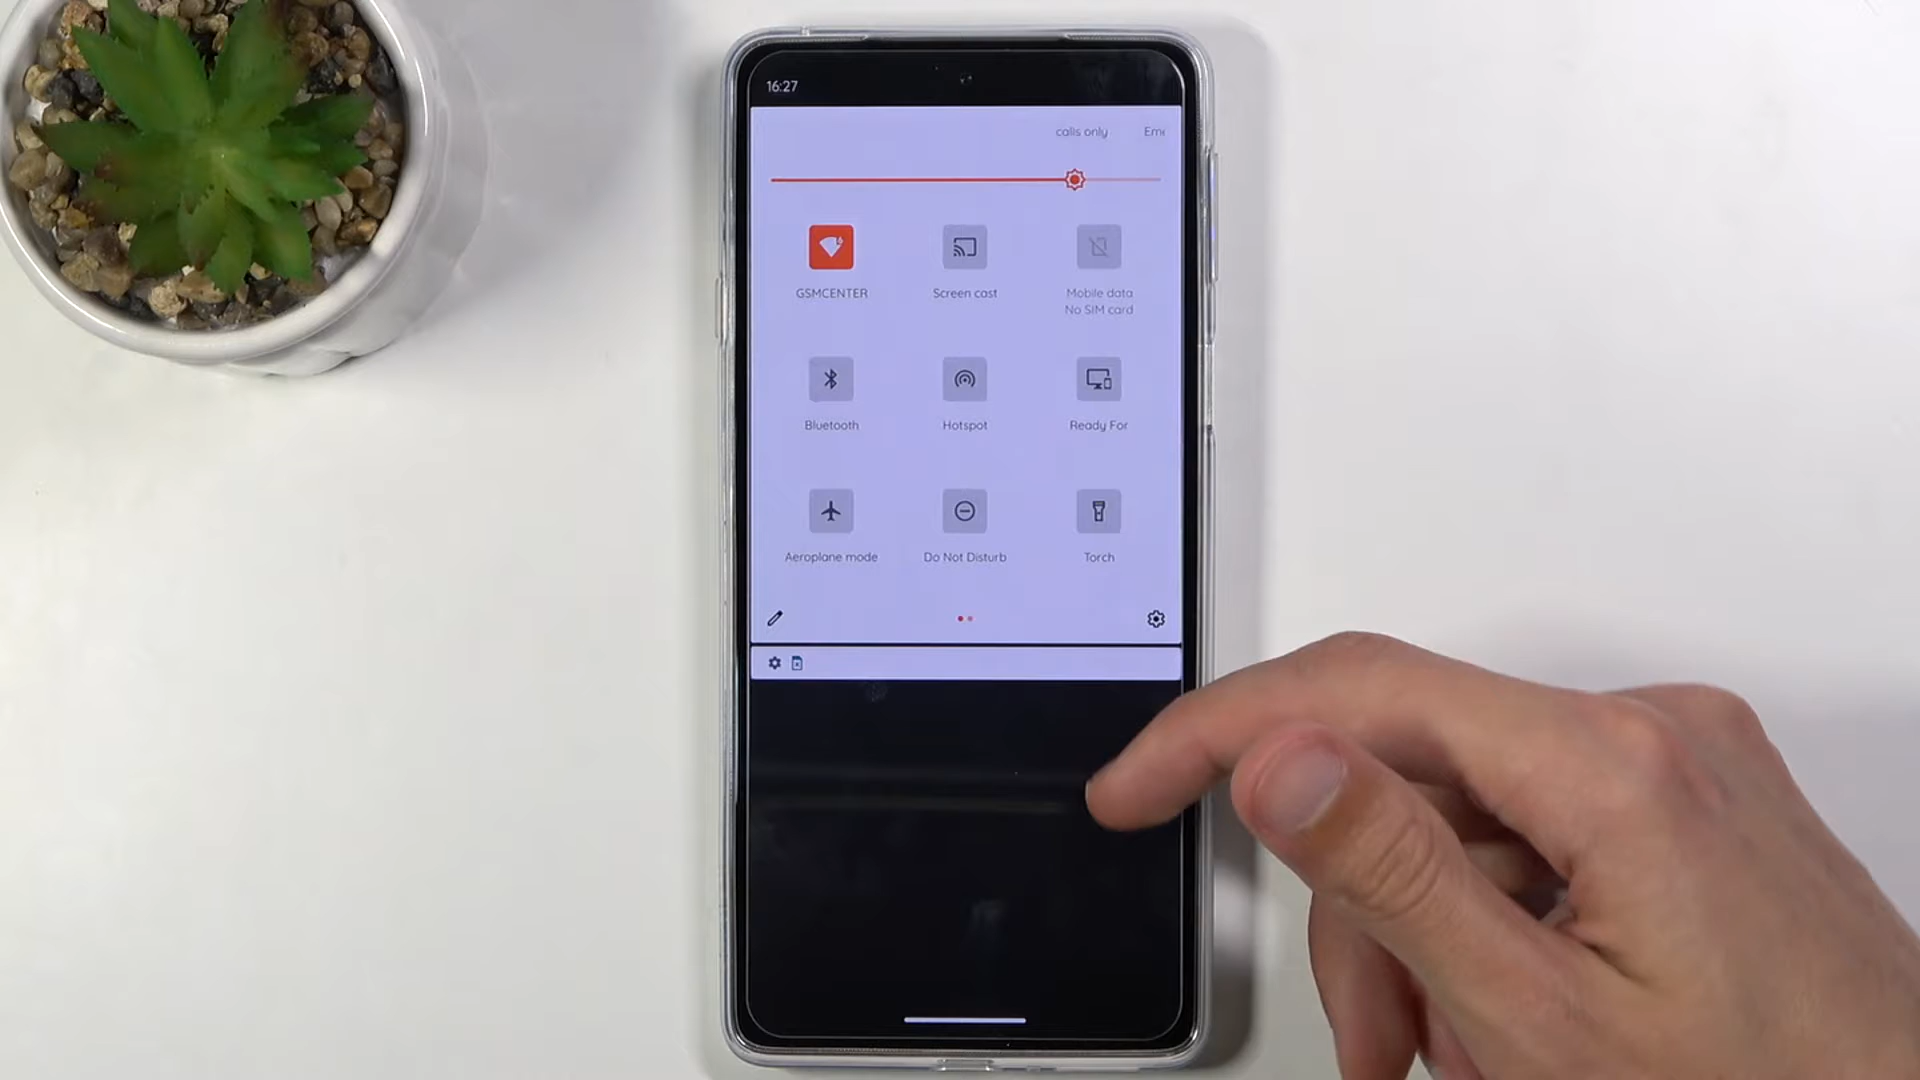 16:27
calls only
GSMCENTER
Screen cast
Mobile data
No SIM card
Bluetooth
Hotspot
Ready For
Aeroplane mode
Do Not Disturb
Torch